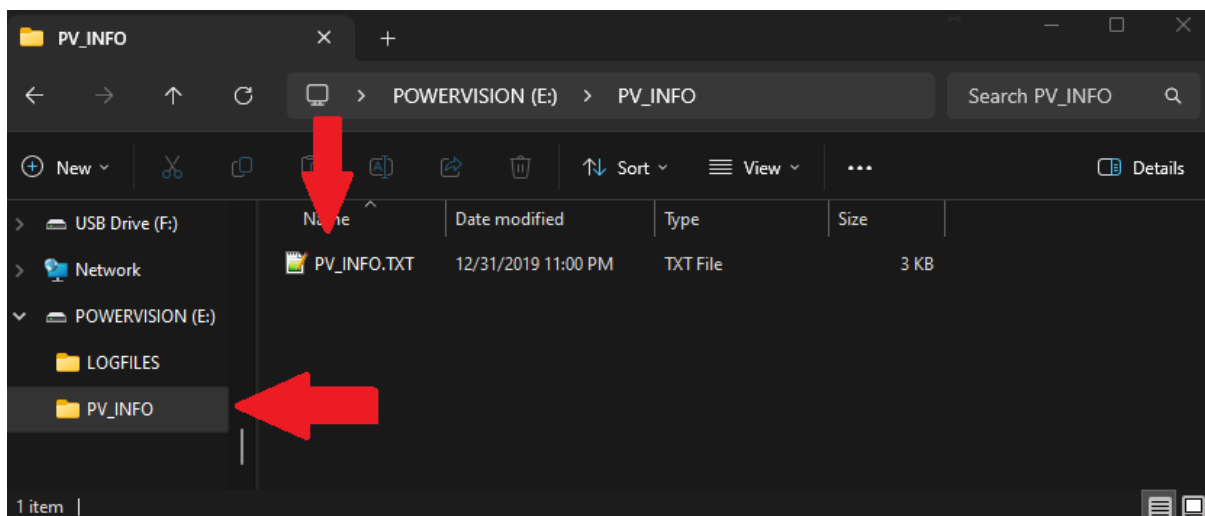 PV_INFO
POWERVISION (E:) > PV_INFO
Search PV_INFO
New
Sort
View
Details
Name
Date modified
Type
Size
USB Drive (F:)
PV_INFO.TXT 12/31/2019 11:00 PM TXT File 3 KB
Network
POWERVISION (E:)
LOGFILES
PV_INFO
1 item